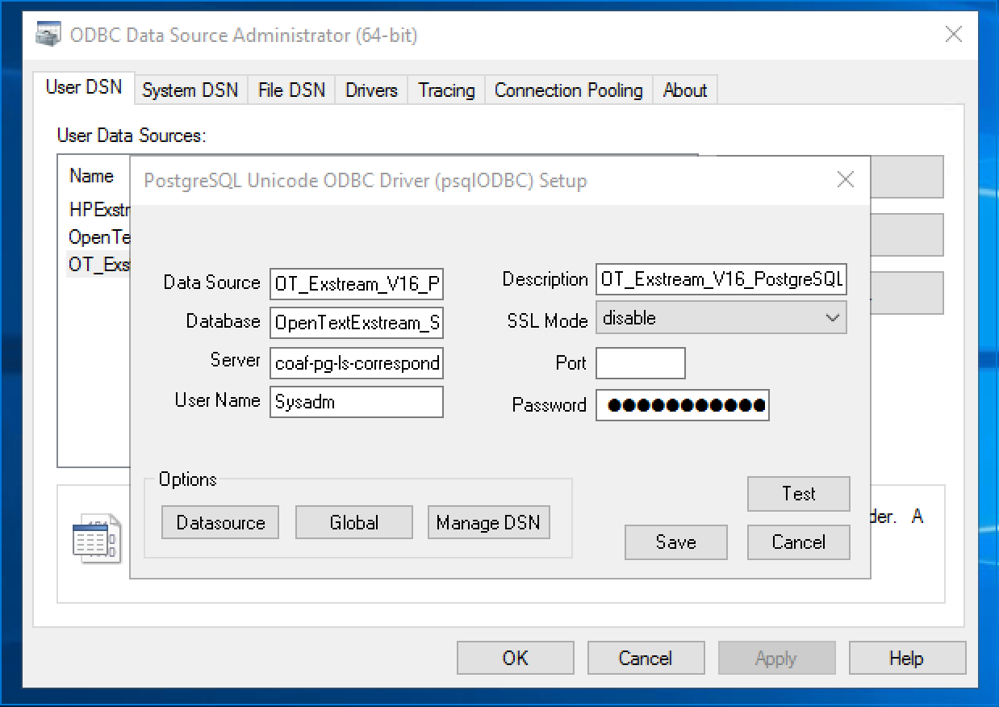 ODBC Data Source Administrator (64-bit)
User DSN System DSN File DSN Drivers Tracing Connection Pooling About
User Data Sources:
Name
HPExstr
OpenTe
OT_Exs
PostgreSQL Unicode ODBC Driver (psqlODBC) Setup
Data Source OT_Exstream_V16_P Description OT_Exstream_V16_PostgreSQL
Database OpenTextExstream_S SSL Mode disable
Server coaf-pg-ls-correspond Port
User Name Sysadm Password ●●●●●●●●●●●
Options
Datasource Global Manage DSN
Test
Save Cancel
der. A
OK Cancel Apply Help